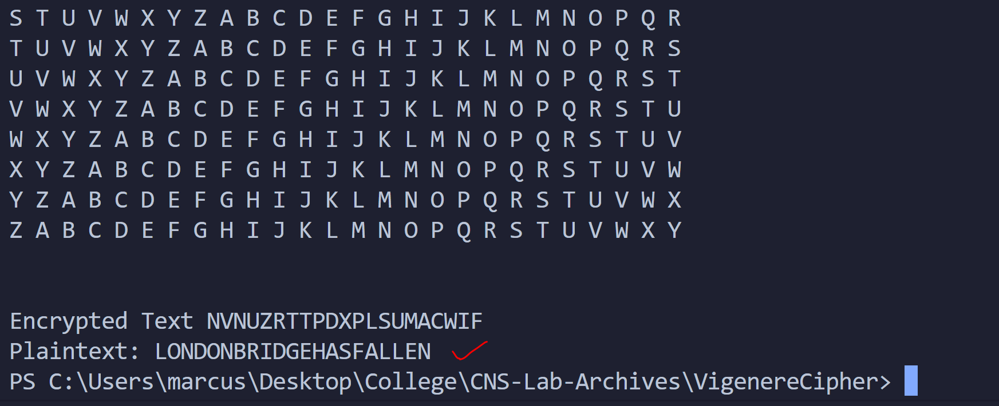 S T U V W X Y Z A B C D E F G H I J K L M N O P Q R
T U V W X Y Z A B C D E F G H I J K L M N O P Q R S
U V W X Y Z A B C D E F G H I J K L M N O P Q R S T
V W X Y Z A B C D E F G H I J K L M N O P Q R S T U
W X Y Z A B C D E F G H I J K L M N O P Q R S T U V
X Y Z A B C D E F G H I J K L M N O P Q R S T U V W
Y Z A B C D E F G H I J K L M N O P Q R S T U V W X
Z A B C D E F G H I J K L M N O P Q R S T U V W X Y
Encrypted Text NVNUZRTTPDXPLSUMACWIF
Plaintext: LONDONBRIDGEHASFALLEN
PS C:\Users\marcus\Desktop\College\CNS-Lab-Archives\VigenereCipher>